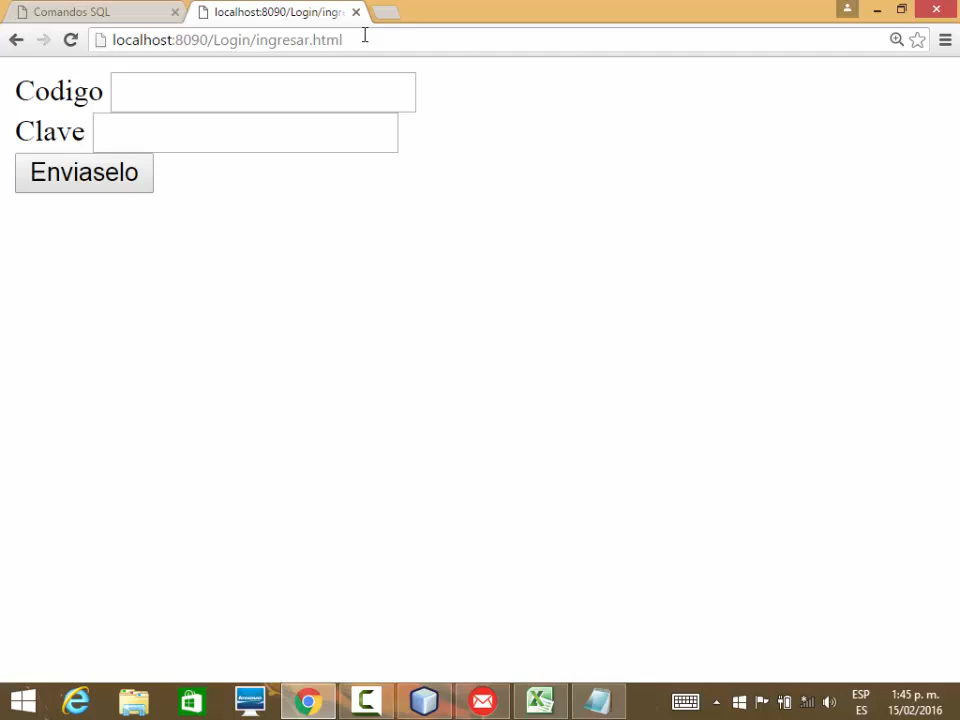 Comandos SQL
localhost:8090/Login/ingr
localhost:8090/Login/ingresar.html
Codigo
Clave
Enviaselo
ESP
ES
1:45 p. m.
15/02/2016